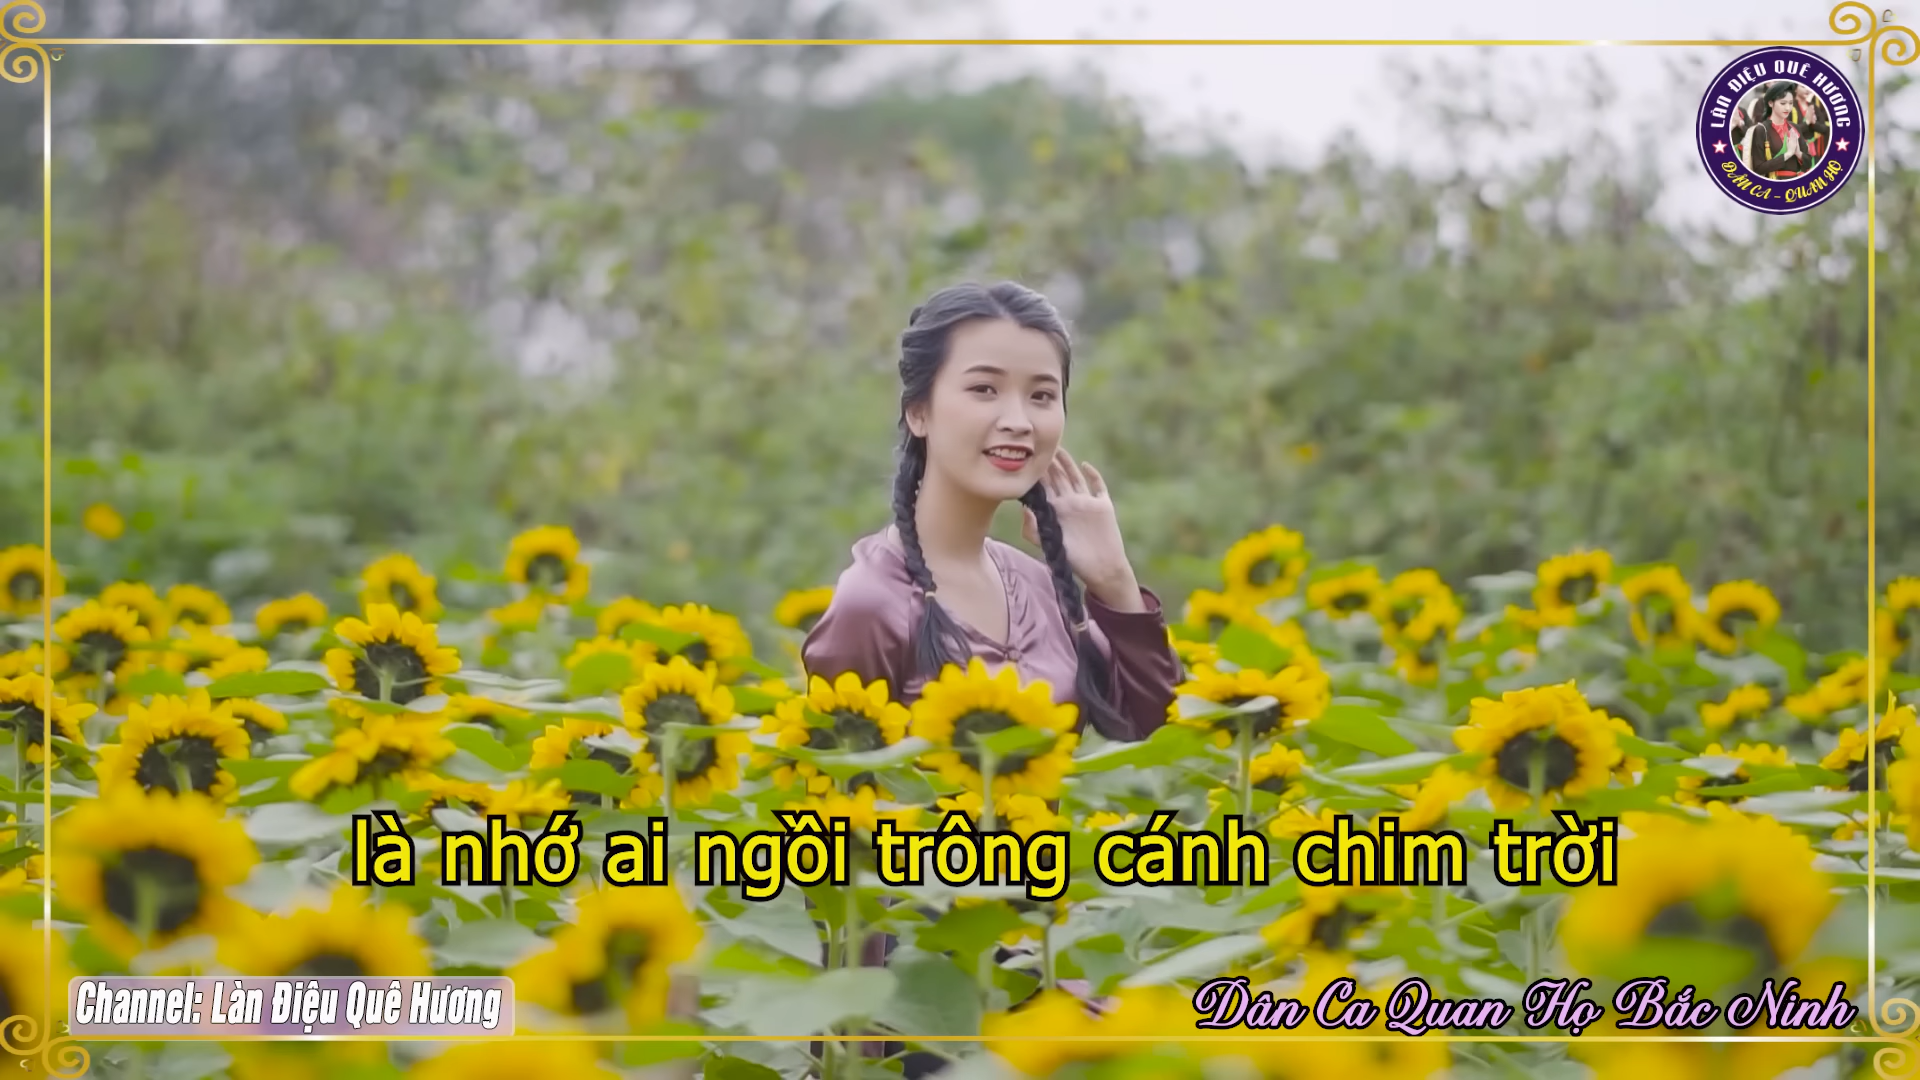 LÀN ĐIỆU QUÊ HƯƠNG
DÂN CA - QUAN HỌ
là nhớ ai ngồi trông cánh chim trời
Channel: Làn Điệu Quê Hương
Dân Ca Quan Họ Bắc Ninh